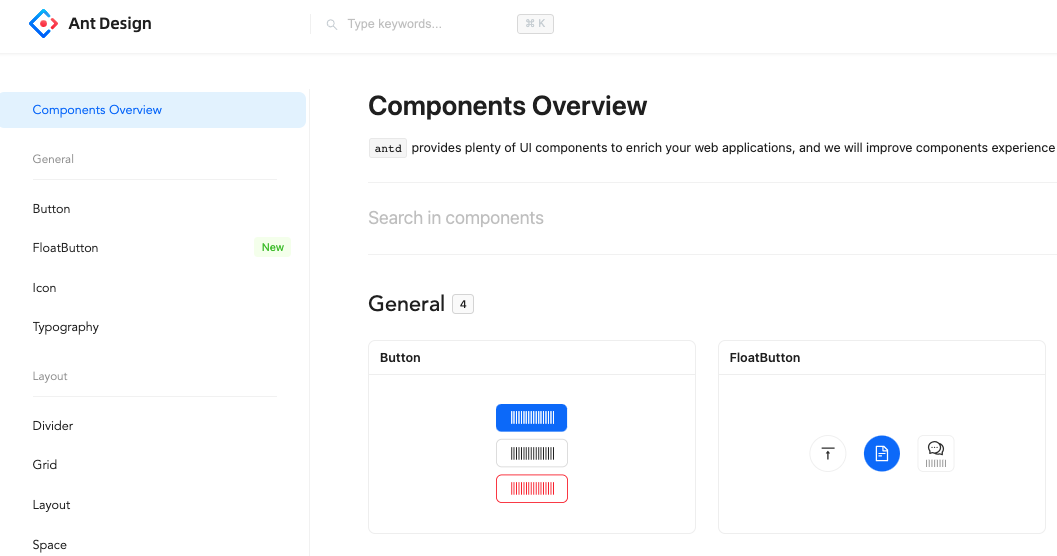 Ant Design
Type keywords...
⌘ K
Components Overview
General
Button
FloatButton
New
Icon
Typography
Layout
Divider
Grid
Layout
Space
Components Overview
antd provides plenty of UI components to enrich your web applications, and we will improve components experience
Search in components
General 4
Button
FloatButton